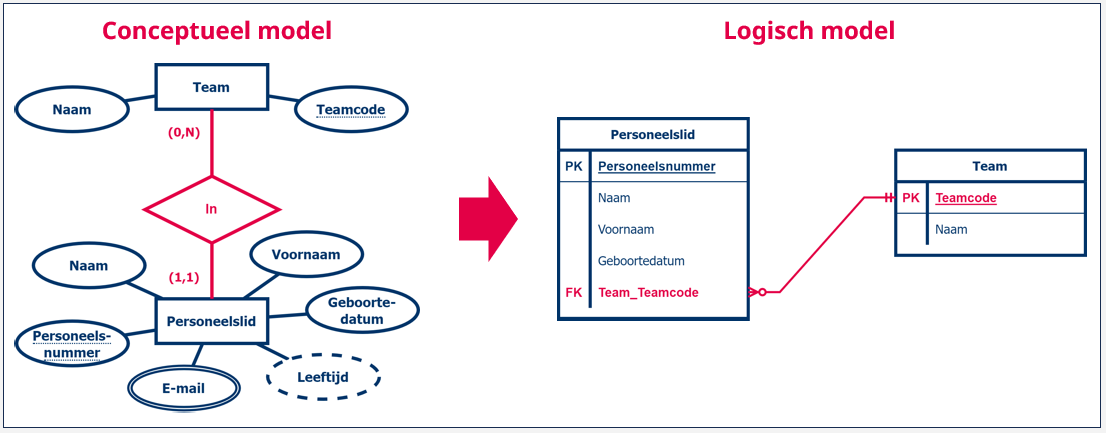 Conceptueel model
Team
Naam
Teamcode
(0,N)
In
(1,1)
Naam
Voornaam
Personeelslid
Geboorte-
datum
Personeels-
nummer
E-mail
Leeftijd
Logisch model
Personeelslid
PK Personeelsnummer
Naam
Voornaam
Geboortedatum
FK Team_Teamcode
Team
PK Teamcode
Naam